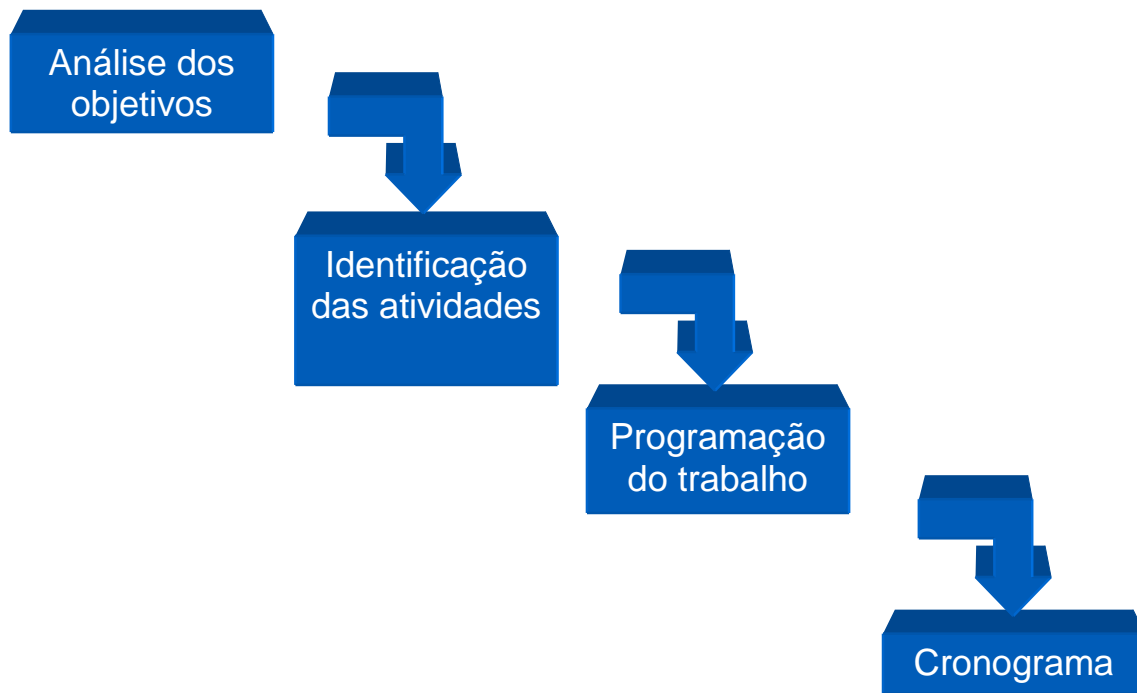 Análise dos
objetivos
Identificação
das atividades
Programação
do trabalho
Cronograma